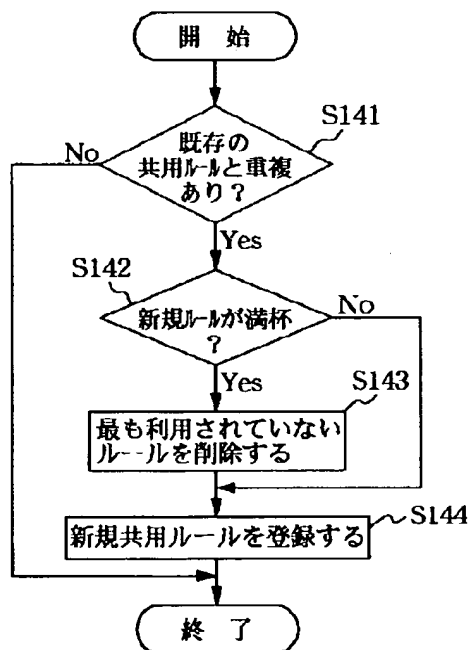 開 始
S141
既存の
共用ルールと重複
あり?
No
Yes
S142
新規ルールが満杯
?
No
Yes
S143
最も利用されていない
ルールを削除する
S144
新規共用ルールを登録する
終 了